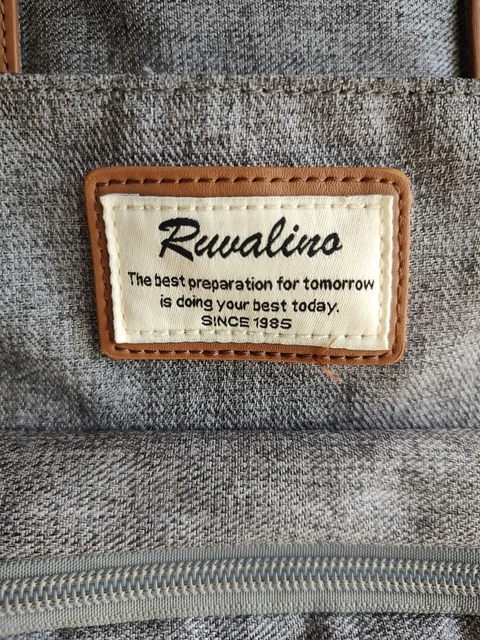 Ruvalino
The best preparation for tomorrow
is doing your best today.
SINCE 1985